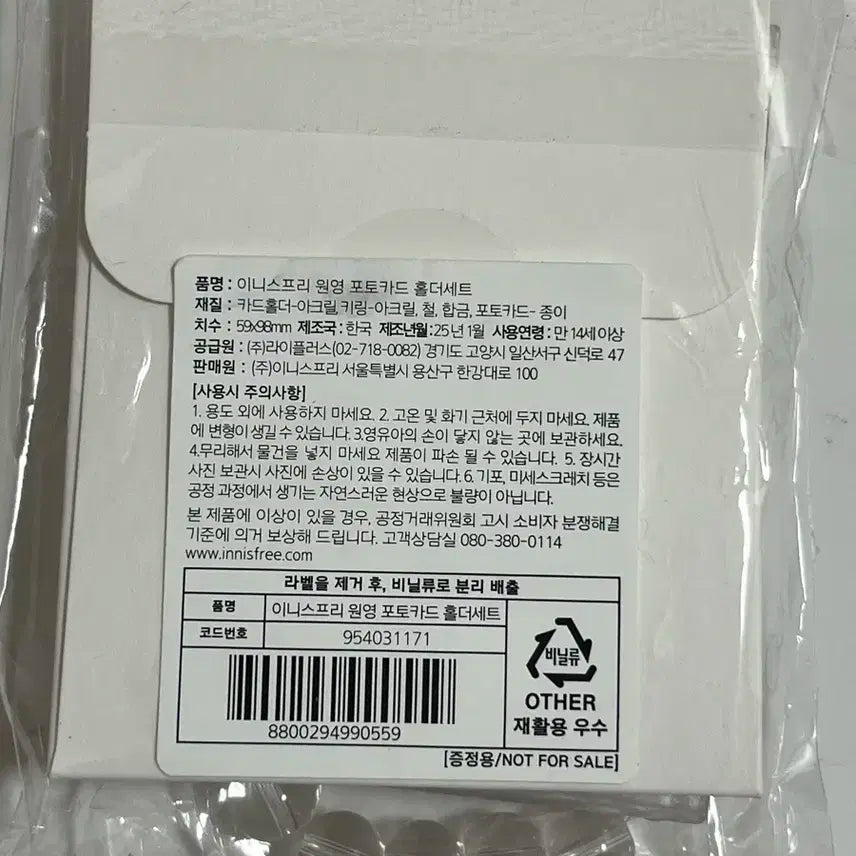 품명 : 이니스프리 원영 포토카드 홀더세트
재질 : 카드홀더-아크릴, 키링-아크릴, 철, 합금, 포토카드- 종이
치수 : 59x98mm 제조국 : 한국 제조년월 : 25년 1월 사용연령 : 만 14세이상
공급원 : (주)라이플러스(02-718-0082) 경기도 고양시 일산서구 신덕로 47
판매원 : (주)이니스프리 서울특별시 용산구 한강대로 100
[사용시 주의사항]
1. 용도 외에 사용하지 마세요. 2. 고온 및 화기 근처에 두지 마세요. 제품
에 변형이 생길 수 있습니다. 3.영유아의 손이 닿지 않는 곳에 보관하세요.
4.무리해서 물건을 넣지 마세요 제품이 파손 될 수 있습니다. 5. 장시간
사진 보관시 사진에 손상이 있을 수 있습니다. 6. 기포, 미세스크레치 등은
공정 과정에서 생기는 자연스러운 현상으로 불량이 아닙니다.
본 제품에 이상이 있을 경우, 공정거래위원회 고시 소비자 분쟁해결
기준에 의거 보상해 드립니다. 고객상담실 080-380-0114
www.innisfree.com
라벨을 제거 후, 비닐류로 분리 배출
품명 이니스프리 원영 포토카드 홀더세트
코드번호 954031171
8800294990559
비닐류
OTHER
재활용 우수
[증정용/NOT FOR SALE]